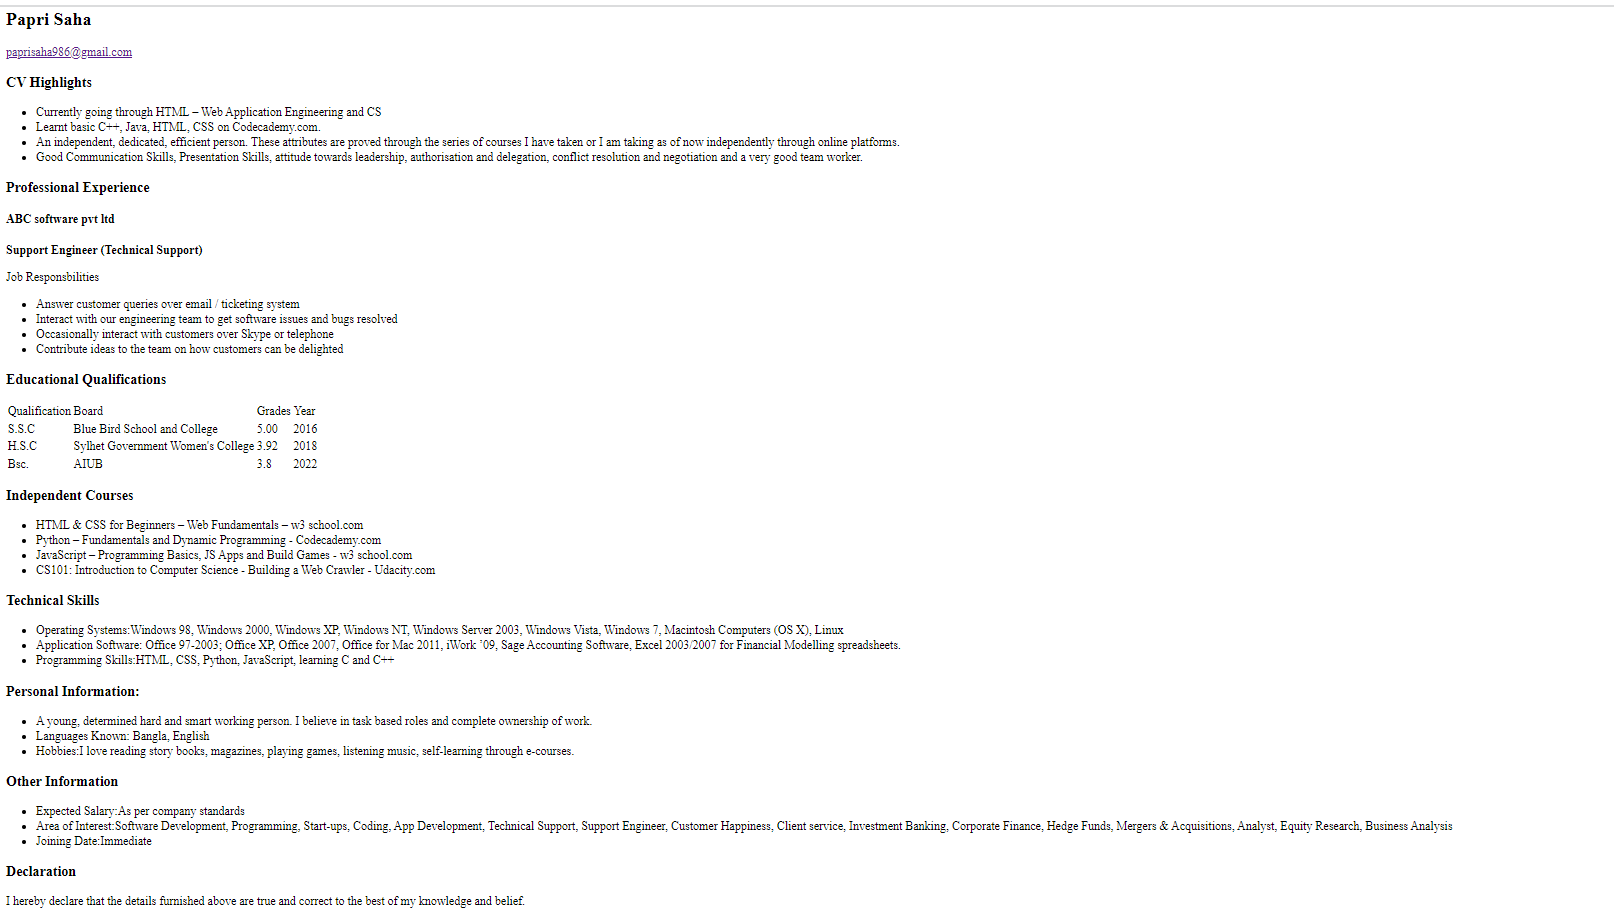 Papri Saha
paprisaha986@gmail.com
CV Highlights
Currently going through HTML – Web Application Engineering and CS
Learnt basic C++, Java, HTML, CSS on Codecademy.com.
An independent, dedicated, efficient person. These attributes are proved through the series of courses I have taken or I am taking as of now independently through online platforms.
Good Communication Skills, Presentation Skills, attitude towards leadership, authorisation and delegation, conflict resolution and negotiation and a very good team worker.
Professional Experience
ABC software pvt ltd
Support Engineer (Technical Support)
Job Responsbilities
Answer customer queries over email / ticketing system
Interact with our engineering team to get software issues and bugs resolved
Occasionally interact with customers over Skype or telephone
Contribute ideas to the team on how customers can be delighted
Educational Qualifications
Qualification Board Grades Year
S.S.C Blue Bird School and College 5.00 2016
H.S.C Sylhet Government Women's College 3.92 2018
Bsc. AIUB 3.8 2022
Independent Courses
HTML & CSS for Beginners – Web Fundamentals – w3 school.com
Python – Fundamentals and Dynamic Programming - Codecademy.com
JavaScript – Programming Basics, JS Apps and Build Games - w3 school.com
CS101: Introduction to Computer Science - Building a Web Crawler - Udacity.com
Technical Skills
Operating Systems:Windows 98, Windows 2000, Windows XP, Windows NT, Windows Server 2003, Windows Vista, Windows 7, Macintosh Computers (OS X), Linux
Application Software: Office 97-2003; Office XP, Office 2007, Office for Mac 2011, iWork '09, Sage Accounting Software, Excel 2003/2007 for Financial Modelling spreadsheets.
Programming Skills:HTML, CSS, Python, JavaScript, learning C and C++
Personal Information:
A young, determined hard and smart working person. I believe in task based roles and complete ownership of work.
Languages Known: Bangla, English
Hobbies:I love reading story books, magazines, playing games, listening music, self-learning through e-courses.
Other Information
Expected Salary:As per company standards
Area of Interest:Software Development, Programming, Start-ups, Coding, App Development, Technical Support, Support Engineer, Customer Happiness, Client service, Investment Banking, Corporate Finance, Hedge Funds, Mergers & Acquisitions, Analyst, Equity Research, Business Analysis
Joining Date:Immediate
Declaration
I hereby declare that the details furnished above are true and correct to the best of my knowledge and belief.